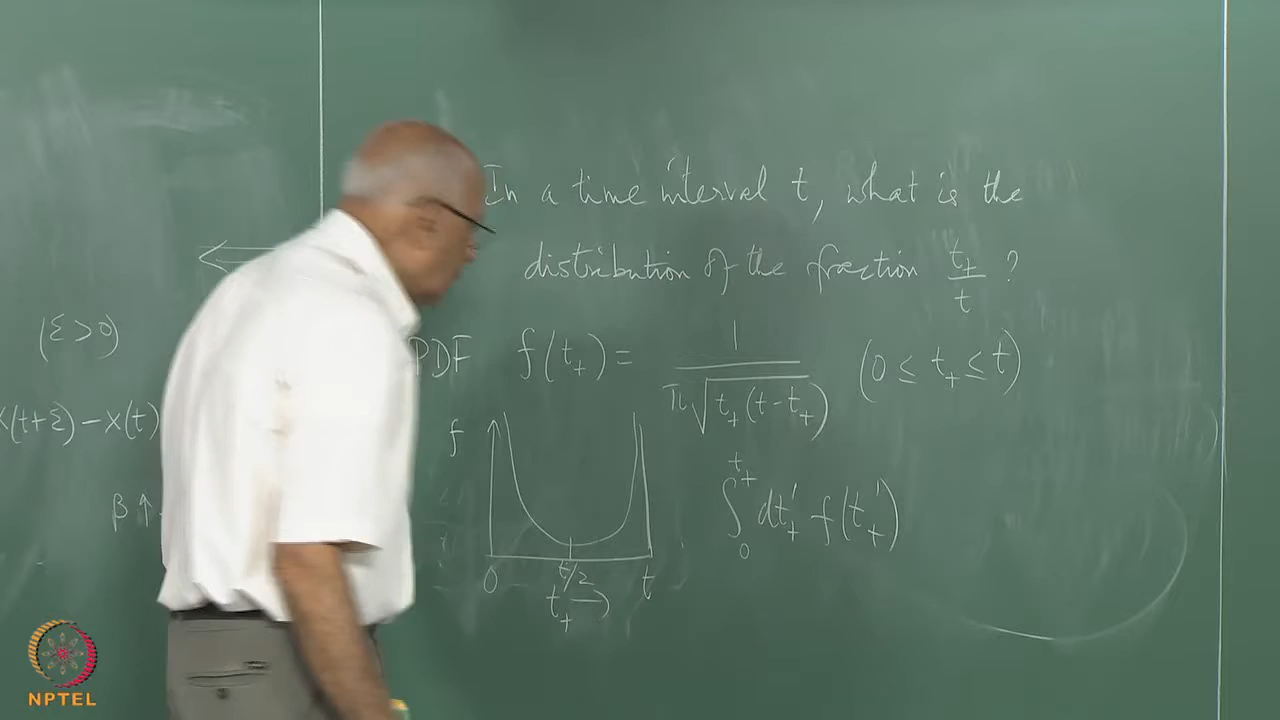 In a time interval t, what is the
distribution of the fraction t₊/t ?
(ε > 0)
PDF f(t₊) = 1/(π√(t₊(t-t₊))) (0 ≤ t₊ ≤ t)
X(t+ε) - X(t)
f
β ↑
∫₀^t₊ dt₊' f(t₊')
0 t/2 t
t₊ →
NPTEL